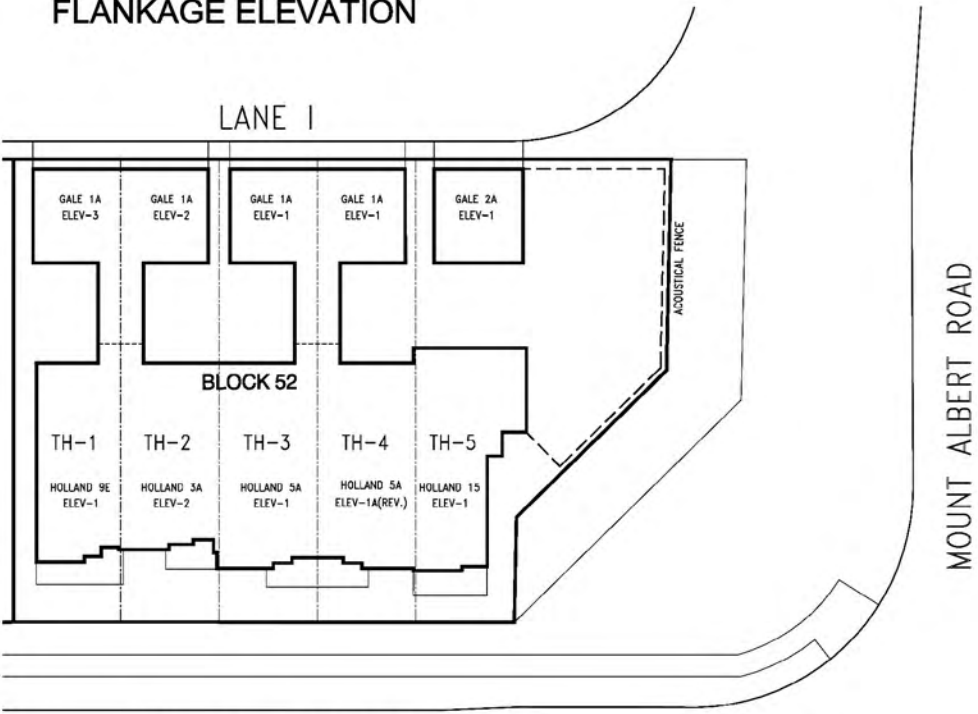 FLANKAGE ELEVATION
LANE 1
GALE 1A
ELEV-3
GALE 1A
ELEV-2
GALE 1A
ELEV-1
GALE 1A
ELEV-1
GALE 2A
ELEV-1
ACOUSTICAL FENCE
MOUNT ALBERT ROAD
BLOCK 52
TH-1
TH-2
TH-3
TH-4
TH-5
HOLLAND 9E
ELEV-1
HOLLAND 3A
ELEV-2
HOLLAND 5A
ELEV-1
HOLLAND 5A
ELEV-1A(REV.)
HOLLAND 15
ELEV-1